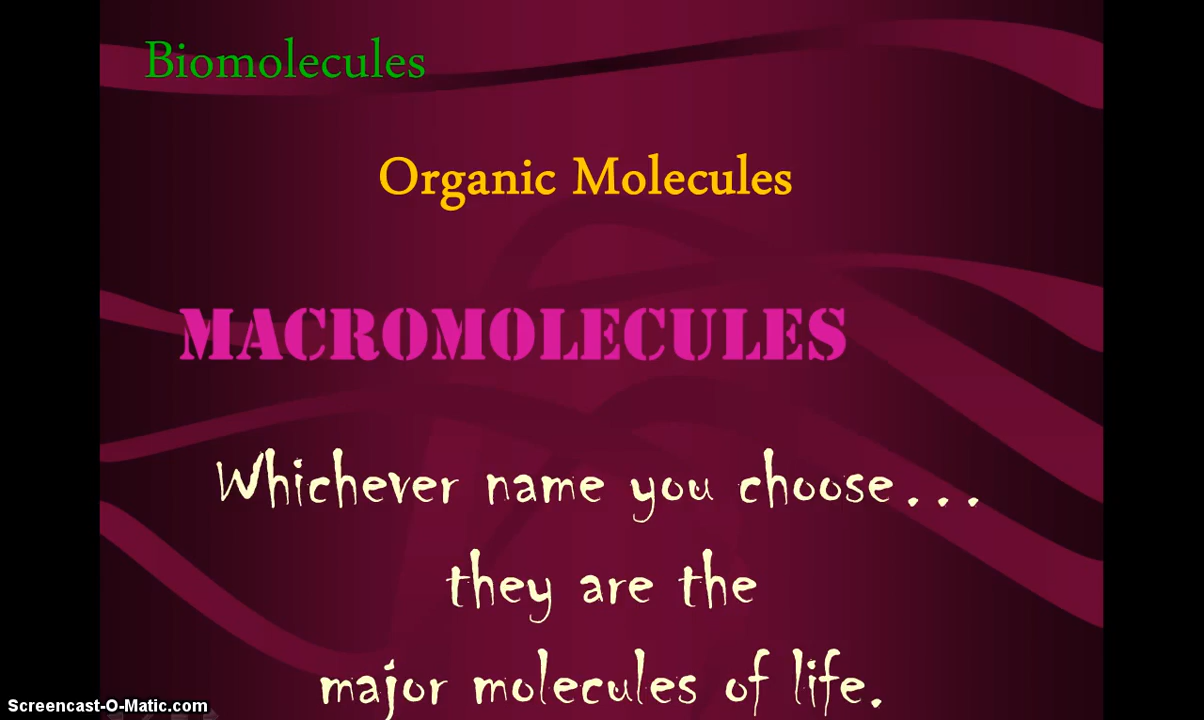 Biomolecules
Organic Molecules
MACROMOLECULES
Whichever name you choose...
they are the
major molecules of life.
Screencast-O-Matic.com